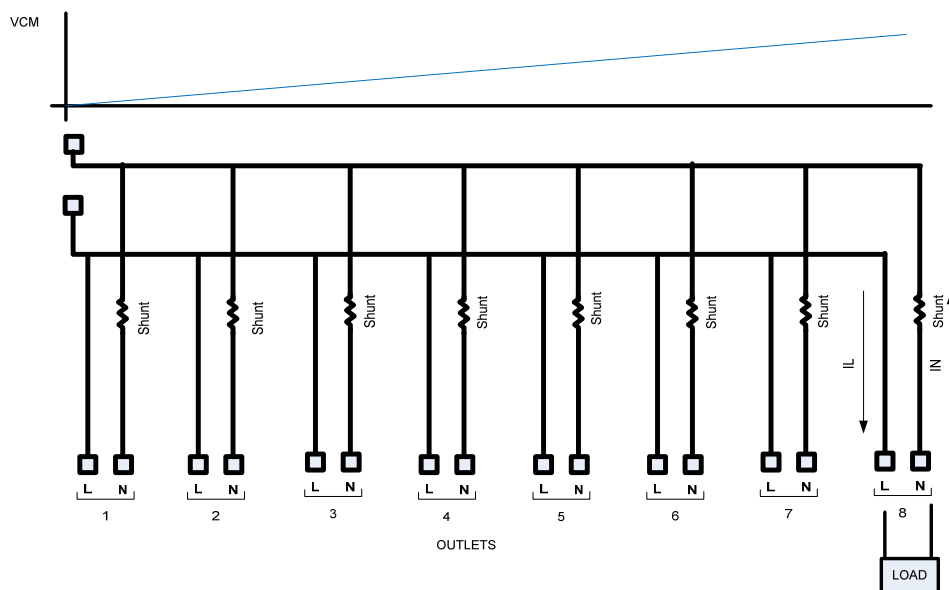 VCM
Shunt Shunt Shunt Shunt Shunt Shunt Shunt Shunt
IL IN
L N L N L N L N L N L N L N L N
1 2 3 4 5 6 7 8
OUTLETS
LOAD